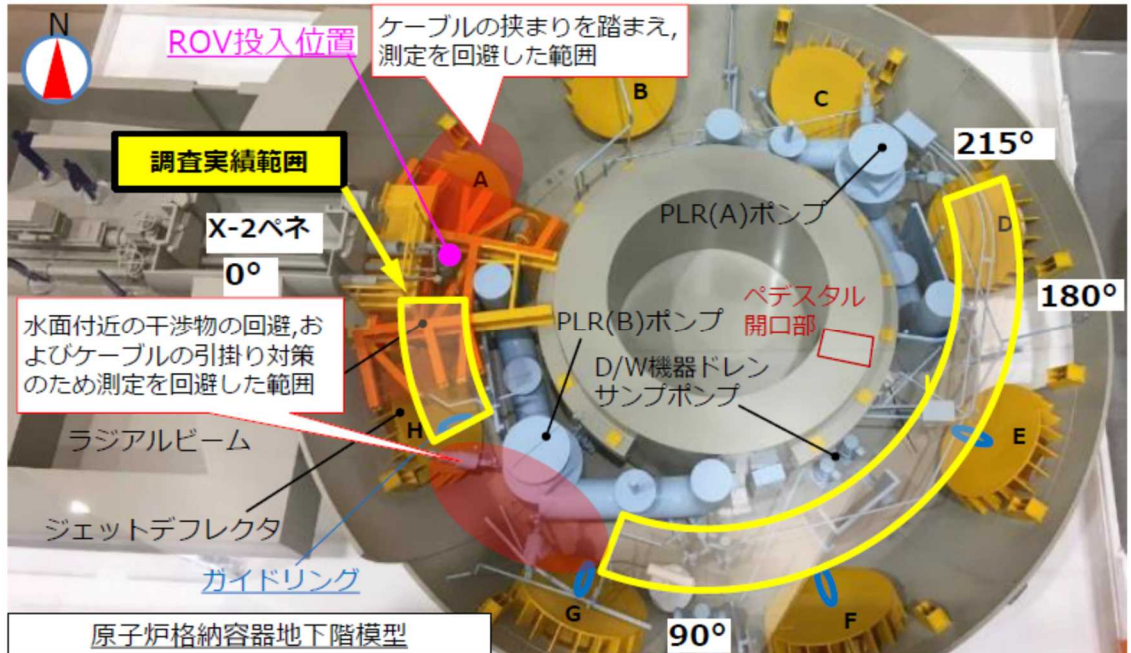 N
ROV投入位置
ケーブルの挟まりを踏まえ,
測定を回避した範囲
調査実績範囲
A
B
C
215°
X-2ペネ
0°
PLR(A)ポンプ
D
180°
水面付近の干渉物の回避,お
よびケーブルの引掛り対策
のため測定を回避した範囲
PLR(B)ポンプ
ペデスタル
開口部
D/W機器ドレン
サンプポンプ
H
ラジアルビーム
E
ジェットデフレクタ
ガイドリング
G
F
90°
原子炉格納容器地下階模型